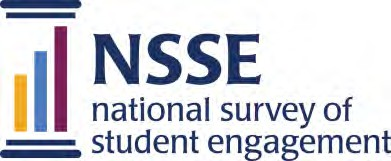 NSSE
national survey of
student engagement